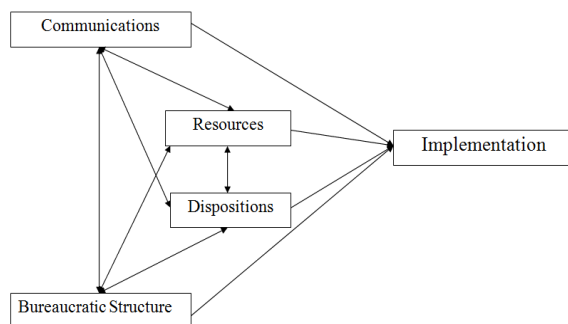 Communications
Resources
Implementation
Dispositions
Bureaucratic Structure